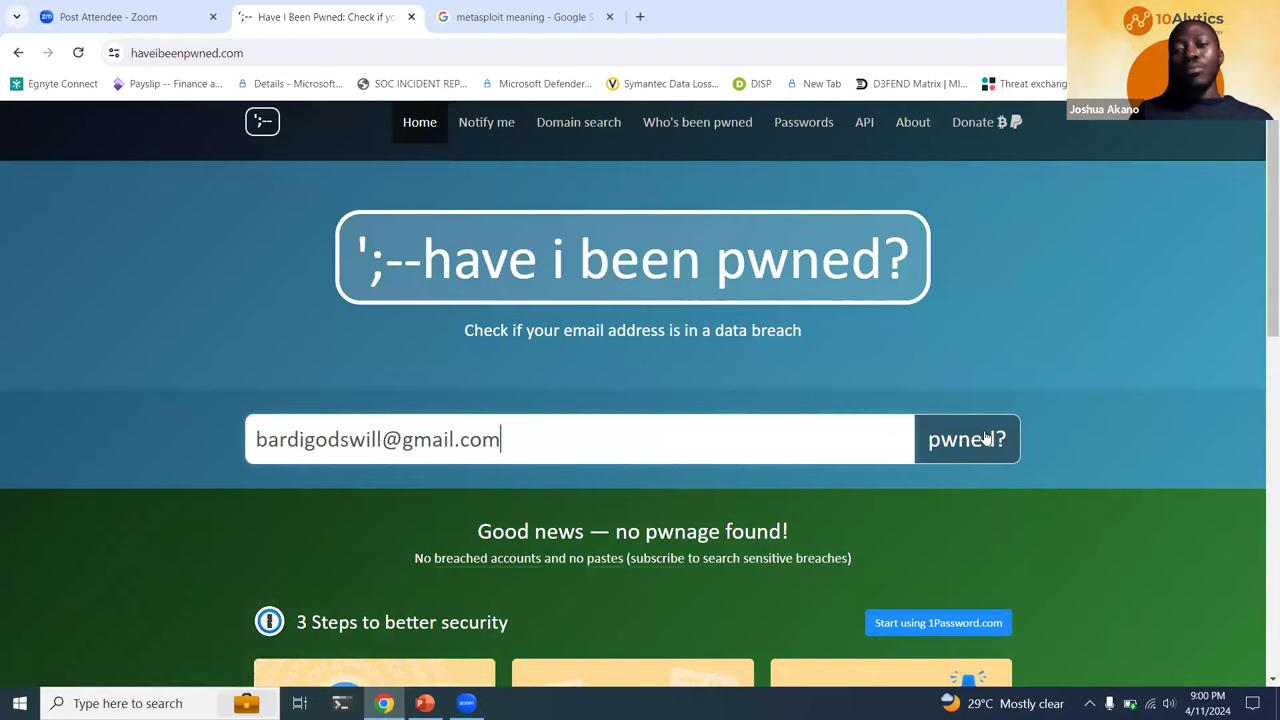 Post Attendee - Zoom
';-- Have I Been Pwned: Check if yo
metasploit meaning - Google S
haveibeenpwned.com
Egnyte Connect
Payslip -- Finance a...
Details - Microsoft...
SOC INCIDENT REP...
Microsoft Defender...
Symantec Data Loss...
DISP
New Tab
D3FEND Matrix | MI...
Threat exchang
10Alytics
Joshua Akano
';--
Home
Notify me
Domain search
Who's been pwned
Passwords
API
About
Donate
';--have i been pwned?
Check if your email address is in a data breach
bardigodswill@gmail.com
pwned?
Good news — no pwnage found!
No breached accounts and no pastes (subscribe to search sensitive breaches)
3 Steps to better security
Start using 1Password.com
Type here to search
29°C Mostly clear
9:00 PM
4/11/2024